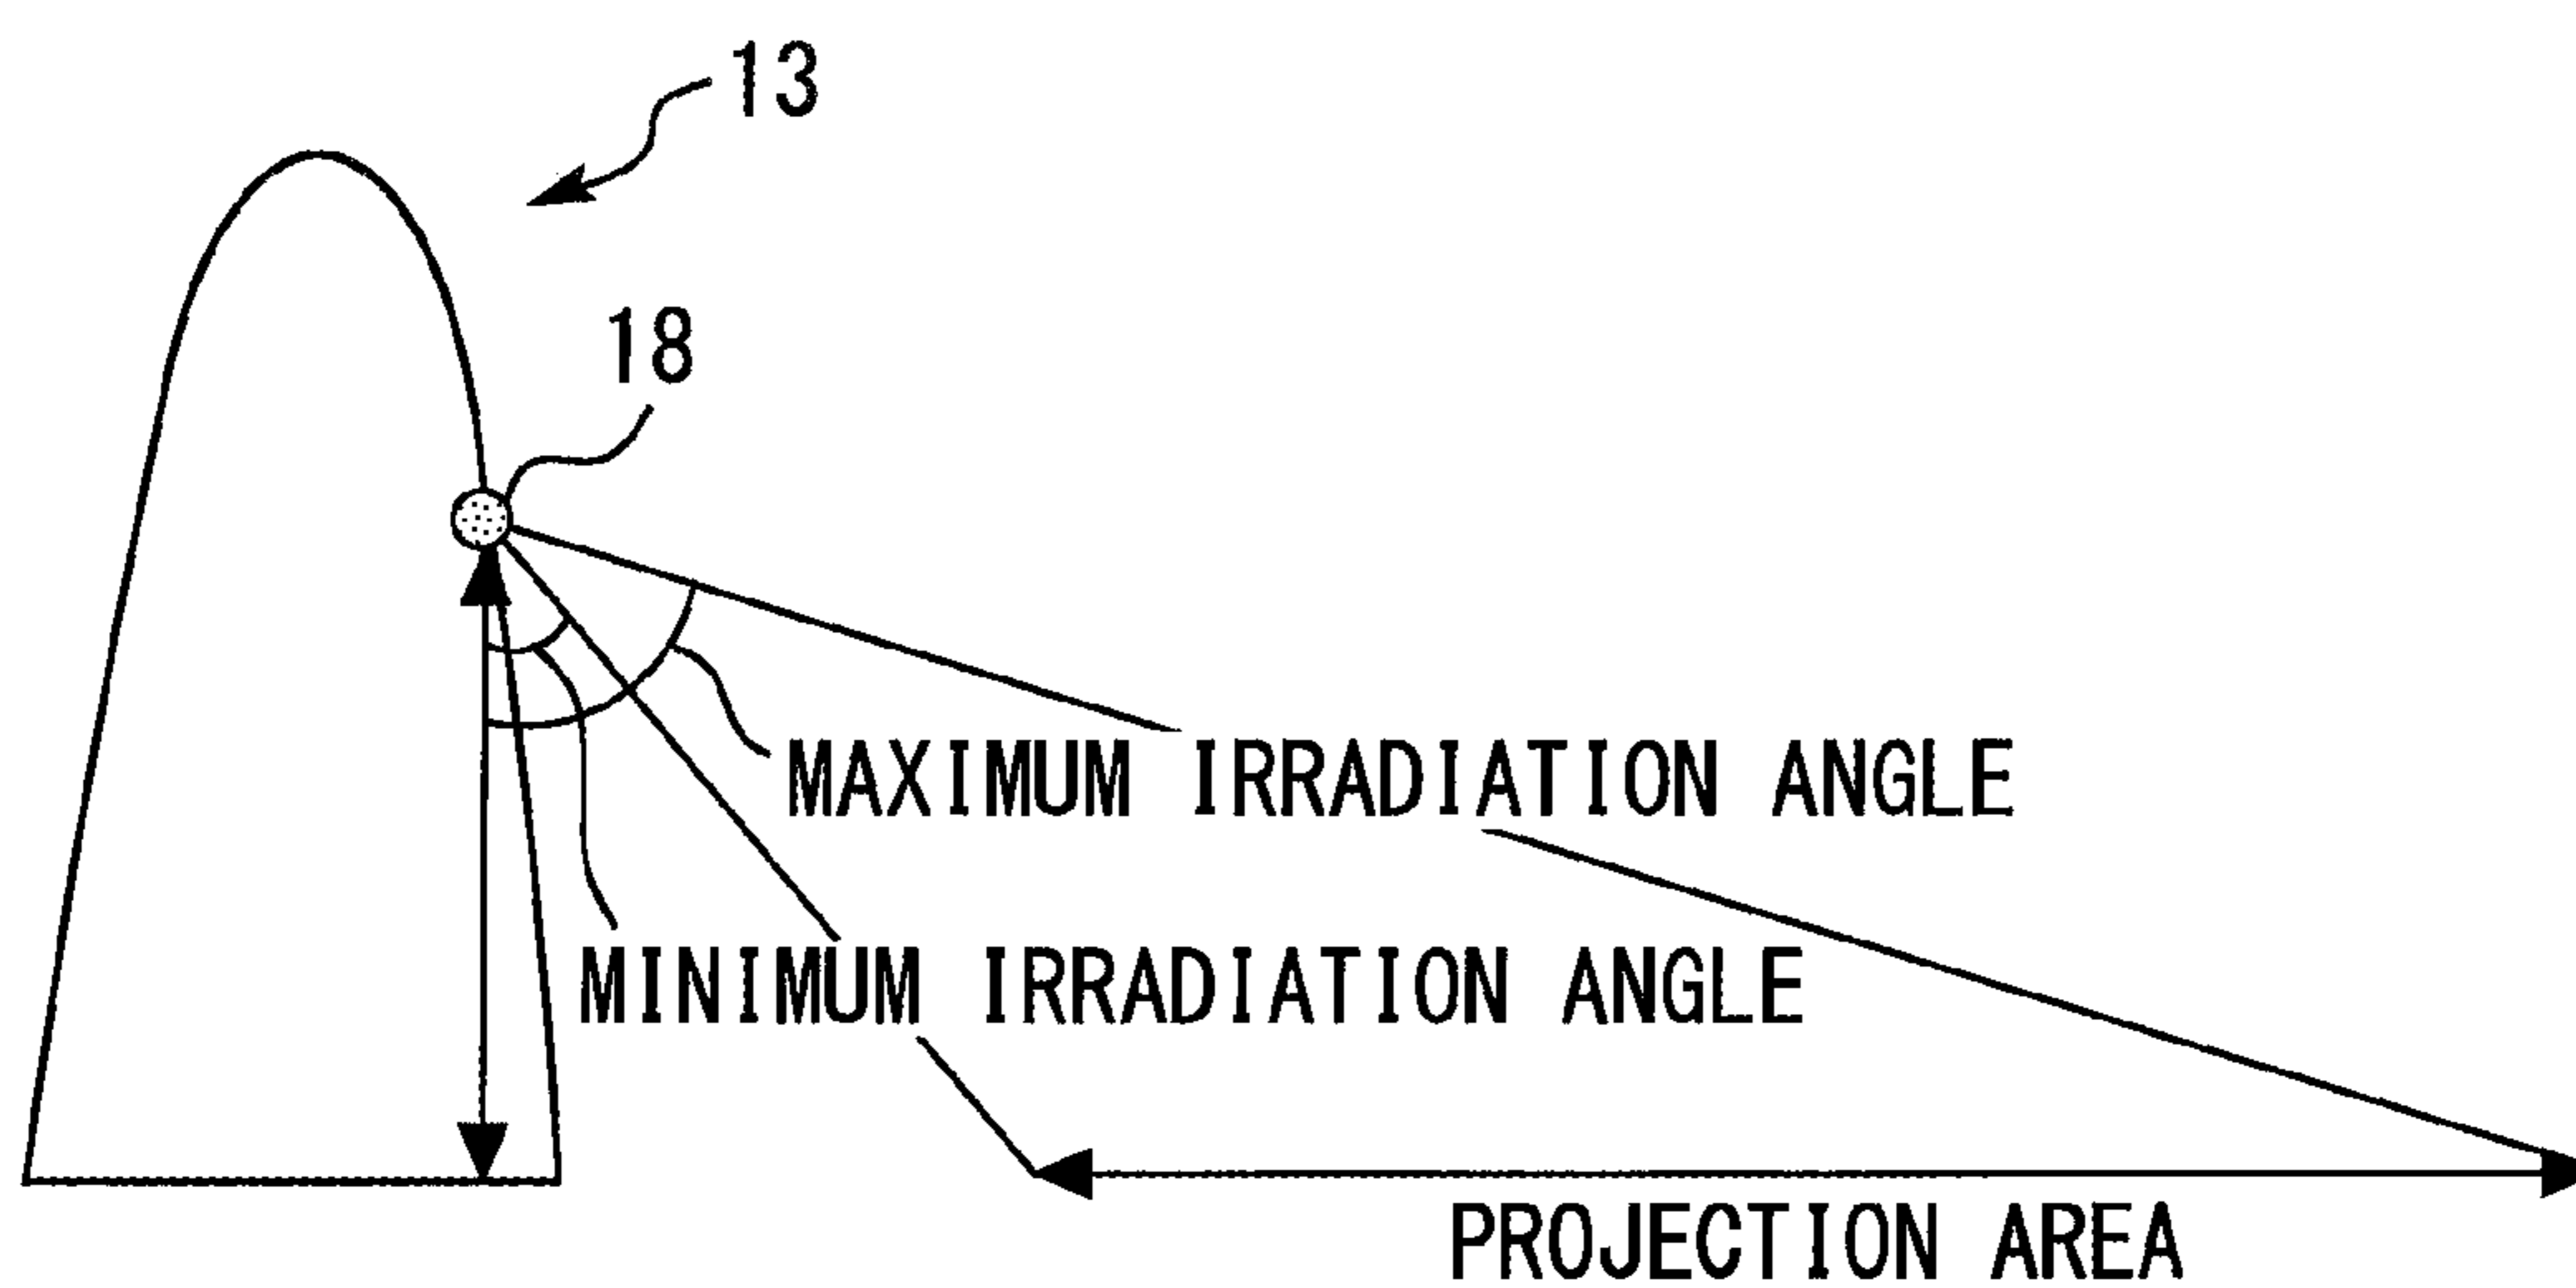 13
18
MAXIMUM IRRADIATION ANGLE
MINIMUM IRRADIATION ANGLE
PROJECTION AREA